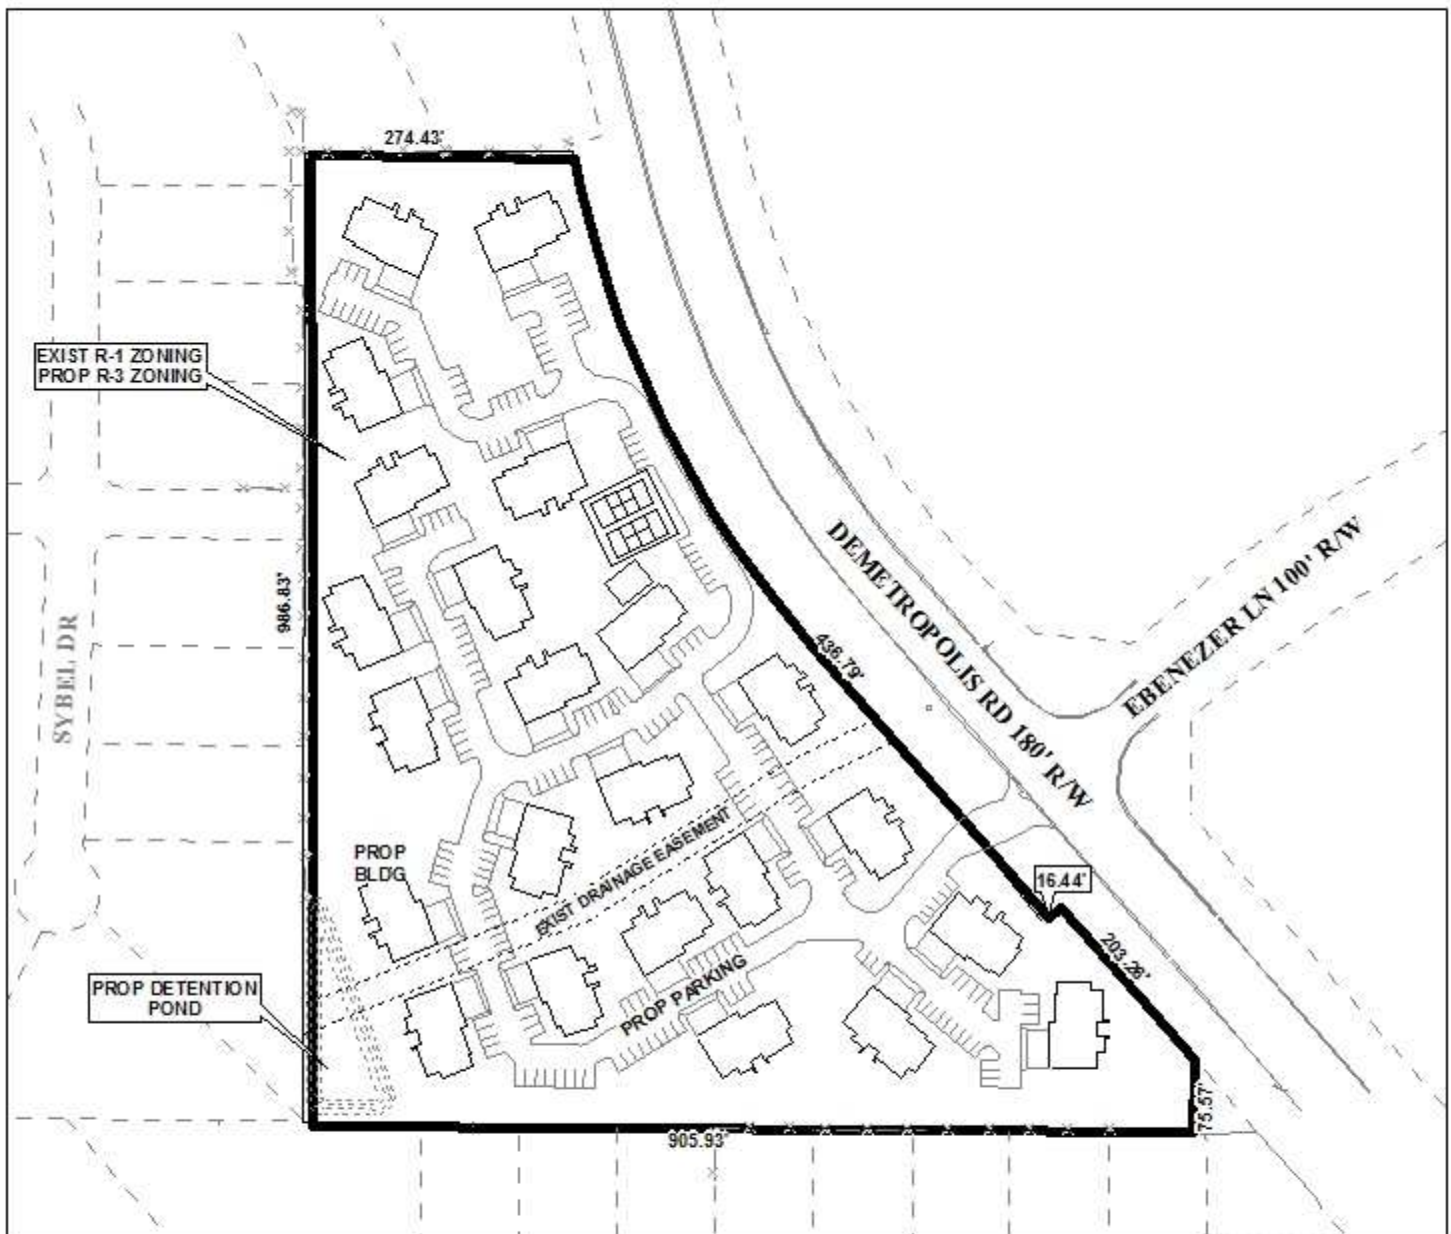 274.43'
EXIST R-1 ZONING
PROP R-3 ZONING
986.83'
SYBEL DR
DEMETROPOLIS RD 180' R/W
EBENEZER LN 100' R/W
436.79'
PROP
BLDG
EXIST DRAINAGE EASEMENT
16.44'
203.26'
PROP DETENTION
POND
PROP PARKING
75.57'
905.93'